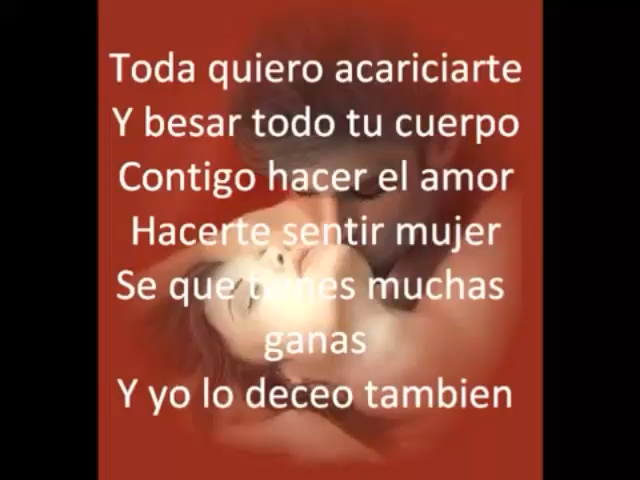 Toda quiero acariciarte
Y besar todo tu cuerpo
Contigo hacer el amor
Hacerte sentir mujer
Se que tienes muchas
ganas
Y yo lo deceo tambien